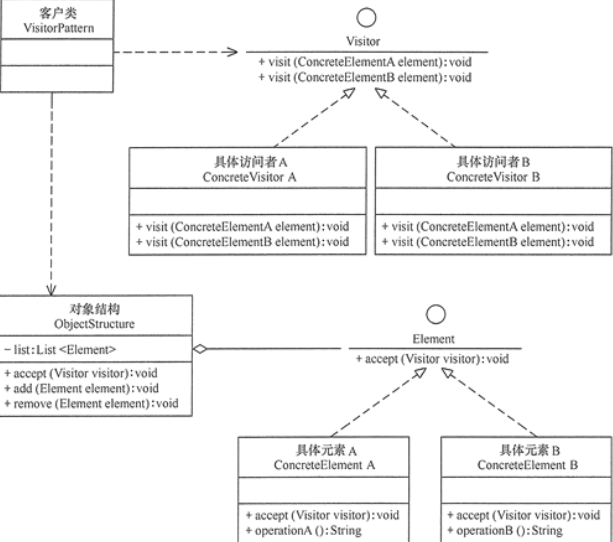 客户类
VisitorPattern
Visitor
+ visit (ConcreteElementA element): void
+ visit (ConcreteElementB element): void
具体访问者 A
ConcreteVisitor A
+ visit (ConcreteElementA element): void
+ visit (ConcreteElementB element): void
具体访问者 B
ConcreteVisitor B
+ visit (ConcreteElementA element): void
+ visit (ConcreteElementB element): void
对象结构
ObjectStructure
- list: List <Element>
+ accept (Visitor visitor): void
+ add (Element element): void
+ remove (Element element): void
Element
+ accept (Visitor visitor): void
具体元素 A
ConcreteElement A
+ accept (Visitor visitor): void
+ operationA (): String
具体元素 B
ConcreteElement B
+ accept (Visitor visitor): void
+ operationB (): String